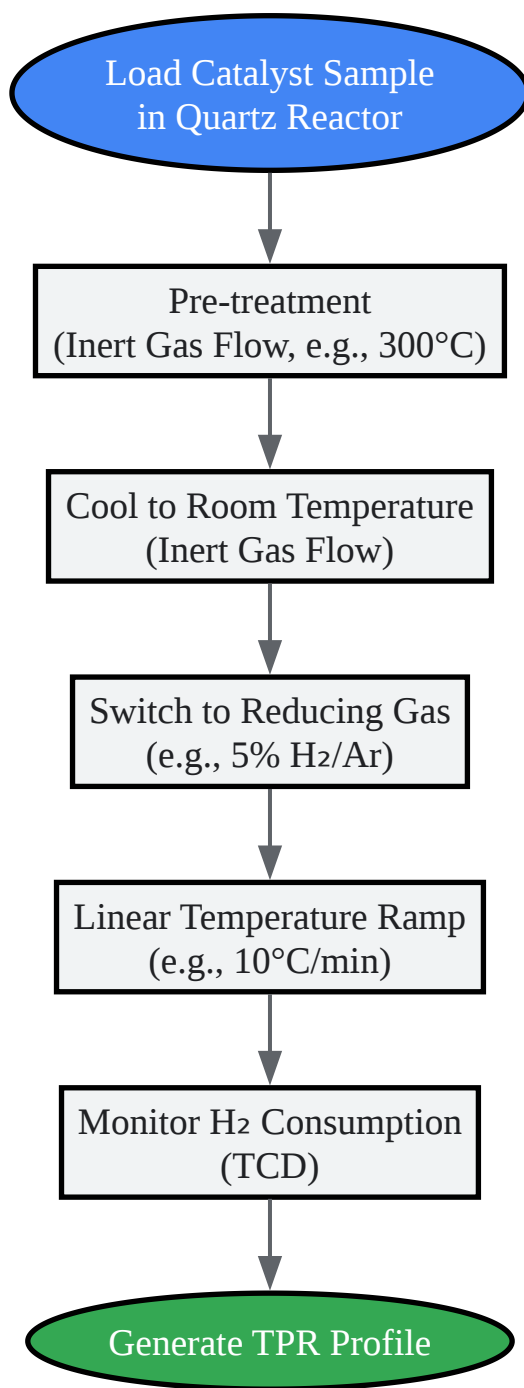 Load Catalyst Sample
in Quartz Reactor
Pre-treatment
(Inert Gas Flow, e.g., 300°C)
Cool to Room Temperature
(Inert Gas Flow)
Switch to Reducing Gas
(e.g., 5% H₂/Ar)
Linear Temperature Ramp
(e.g., 10°C/min)
Monitor H₂ Consumption
(TCD)
Generate TPR Profile